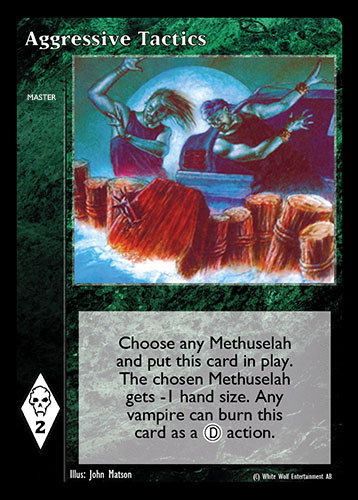 Aggressive Tactics
MASTER
Choose any Methuselah
and put this card in play.
The chosen Methuselah
gets -1 hand size. Any
vampire can burn this
card as a Ⓓ action.
2
Illus: John Matson
(C) White Wolf Entertainment AB